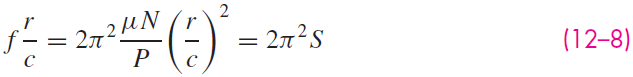 f r/c = 2π² μN/P (r/c)² = 2π²S (12–8)